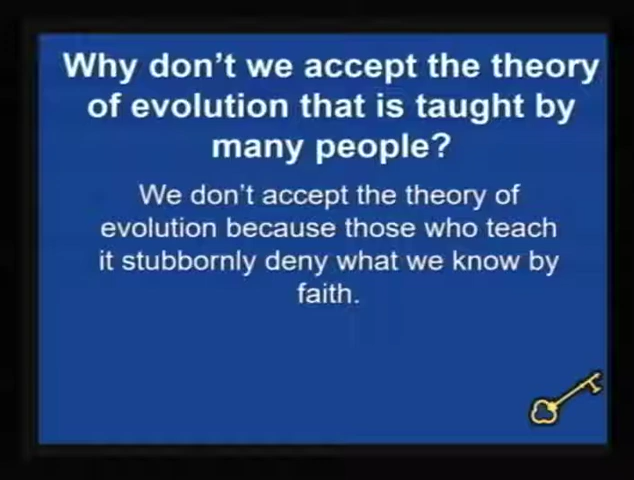 Why don't we accept the theory
of evolution that is taught by
many people?
We don't accept the theory of
evolution because those who teach
it stubbornly deny what we know by
faith.